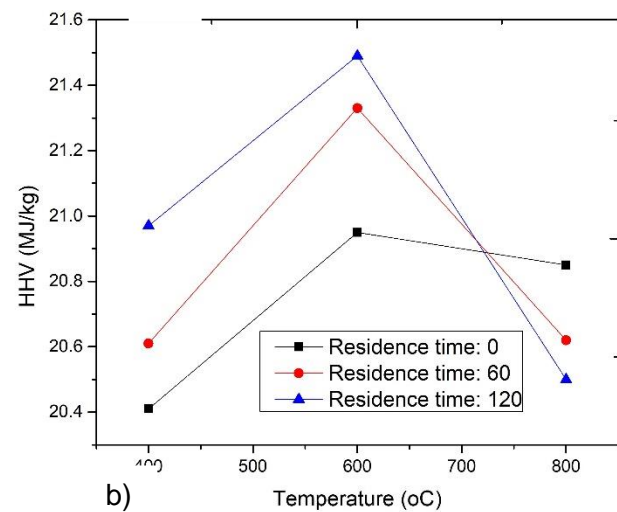 21.6
21.4
21.2
21.0
20.8
20.6
20.4
HHV (MJ/kg)
Residence time: 0
Residence time: 60
Residence time: 120
400 500 600 700 800
b) Temperature (oC)